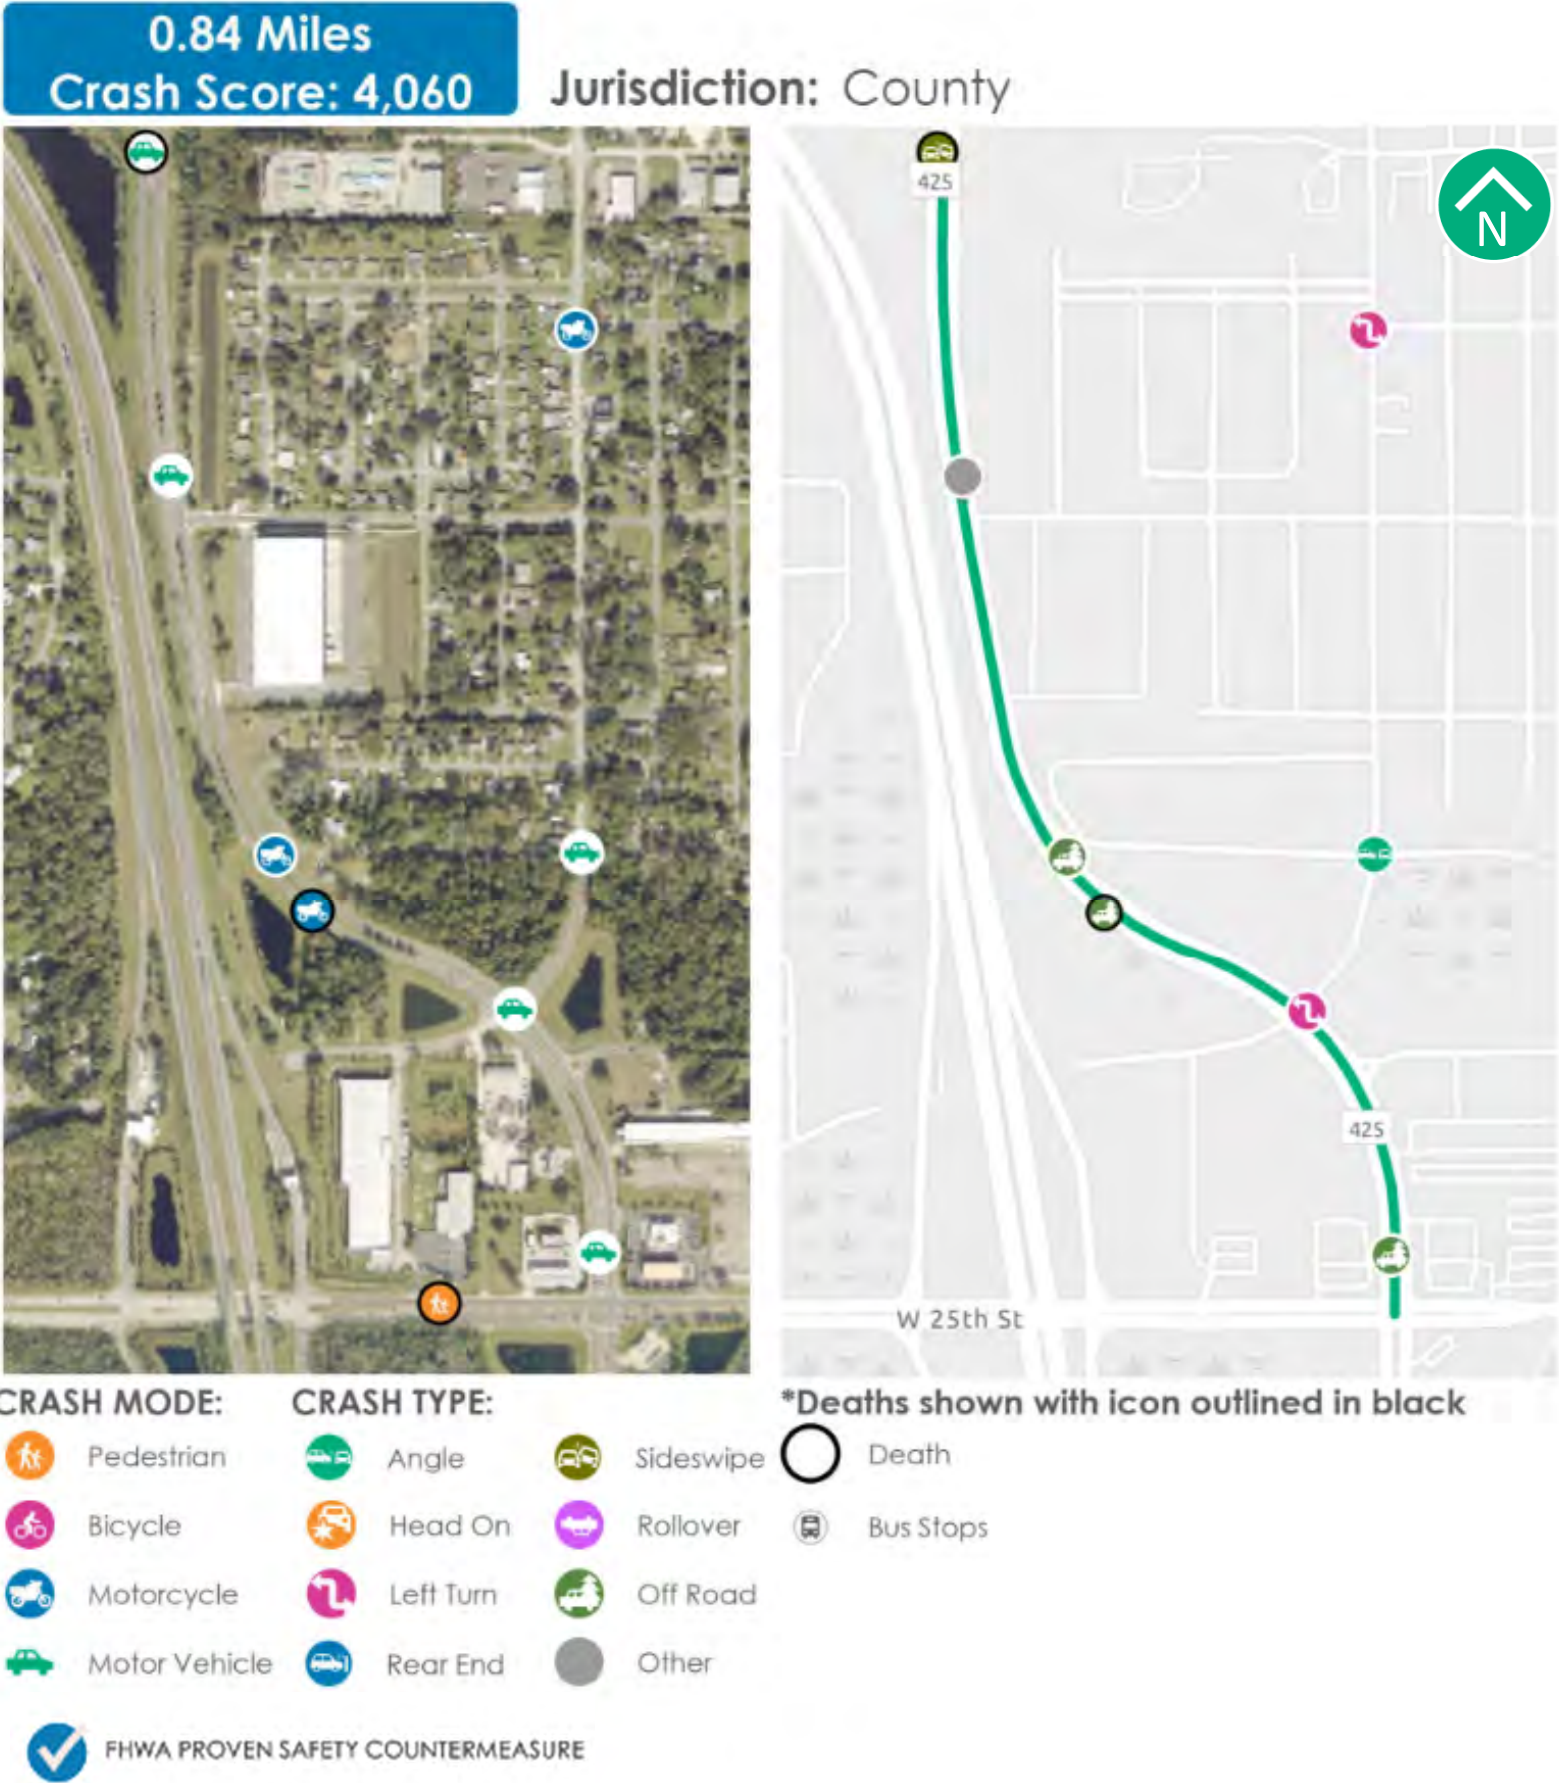 0.84 Miles
Crash Score: 4,060
Jurisdiction: County
425
N
425
W 25th St
CRASH MODE:
CRASH TYPE:
*Deaths shown with icon outlined in black
Pedestrian
Angle
Sideswipe
Death
Bicycle
Head On
Rollover
Bus Stops
Motorcycle
Left Turn
Off Road
Motor Vehicle
Rear End
Other
FHWA PROVEN SAFETY COUNTERMEASURE